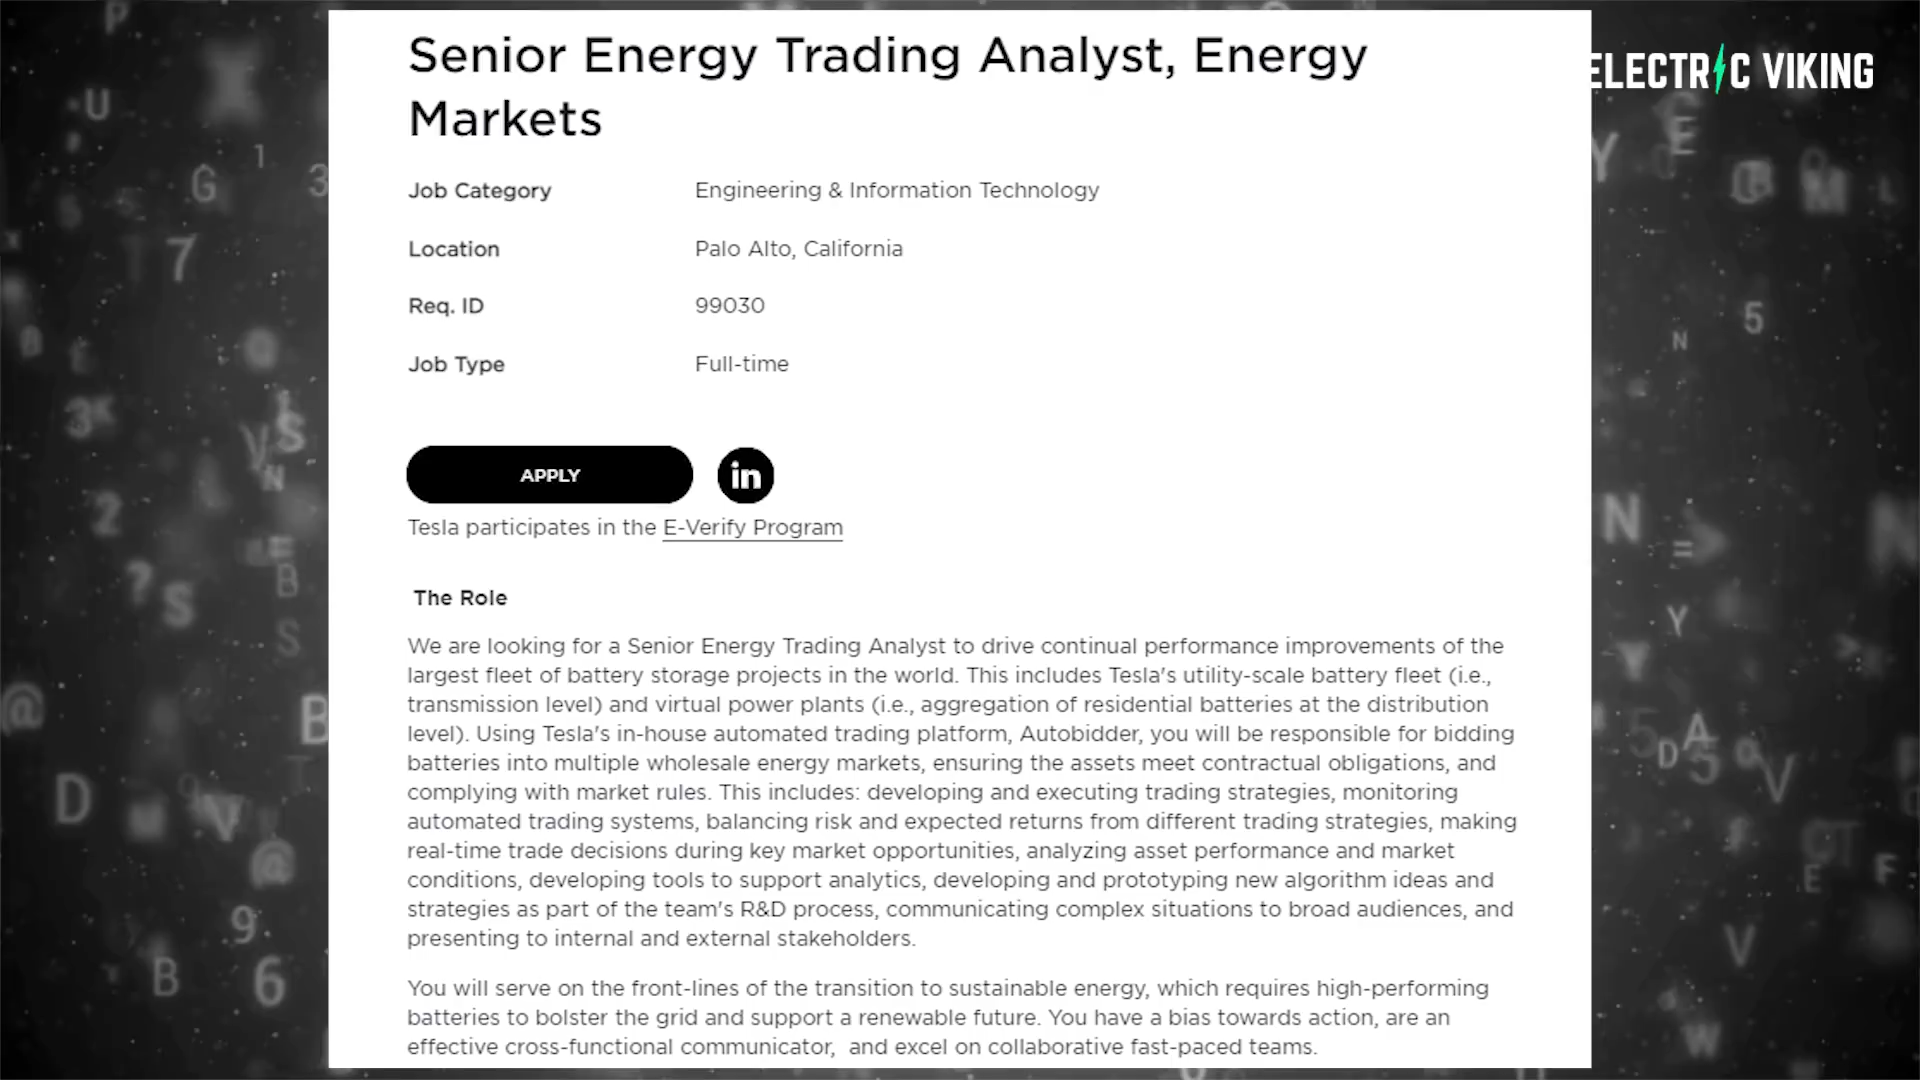 Senior Energy Trading Analyst, Energy
Markets
ELECTRIC VIKING
Job Category Engineering & Information Technology
Location Palo Alto, California
Req. ID 99030
Job Type Full-time
APPLY in
Tesla participates in the E-Verify Program
The Role
We are looking for a Senior Energy Trading Analyst to drive continual performance improvements of the
largest fleet of battery storage projects in the world. This includes Tesla's utility-scale battery fleet (i.e.,
transmission level) and virtual power plants (i.e., aggregation of residential batteries at the distribution
level). Using Tesla's in-house automated trading platform, Autobidder, you will be responsible for bidding
batteries into multiple wholesale energy markets, ensuring the assets meet contractual obligations, and
complying with market rules. This includes: developing and executing trading strategies, monitoring
automated trading systems, balancing risk and expected returns from different trading strategies, making
real-time trade decisions during key market opportunities, analyzing asset performance and market
conditions, developing tools to support analytics, developing and prototyping new algorithm ideas and
strategies as part of the team's R&D process, communicating complex situations to broad audiences, and
presenting to internal and external stakeholders.
You will serve on the front-lines of the transition to sustainable energy, which requires high-performing
batteries to bolster the grid and support a renewable future. You have a bias towards action, are an
effective cross-functional communicator, and excel on collaborative fast-paced teams.